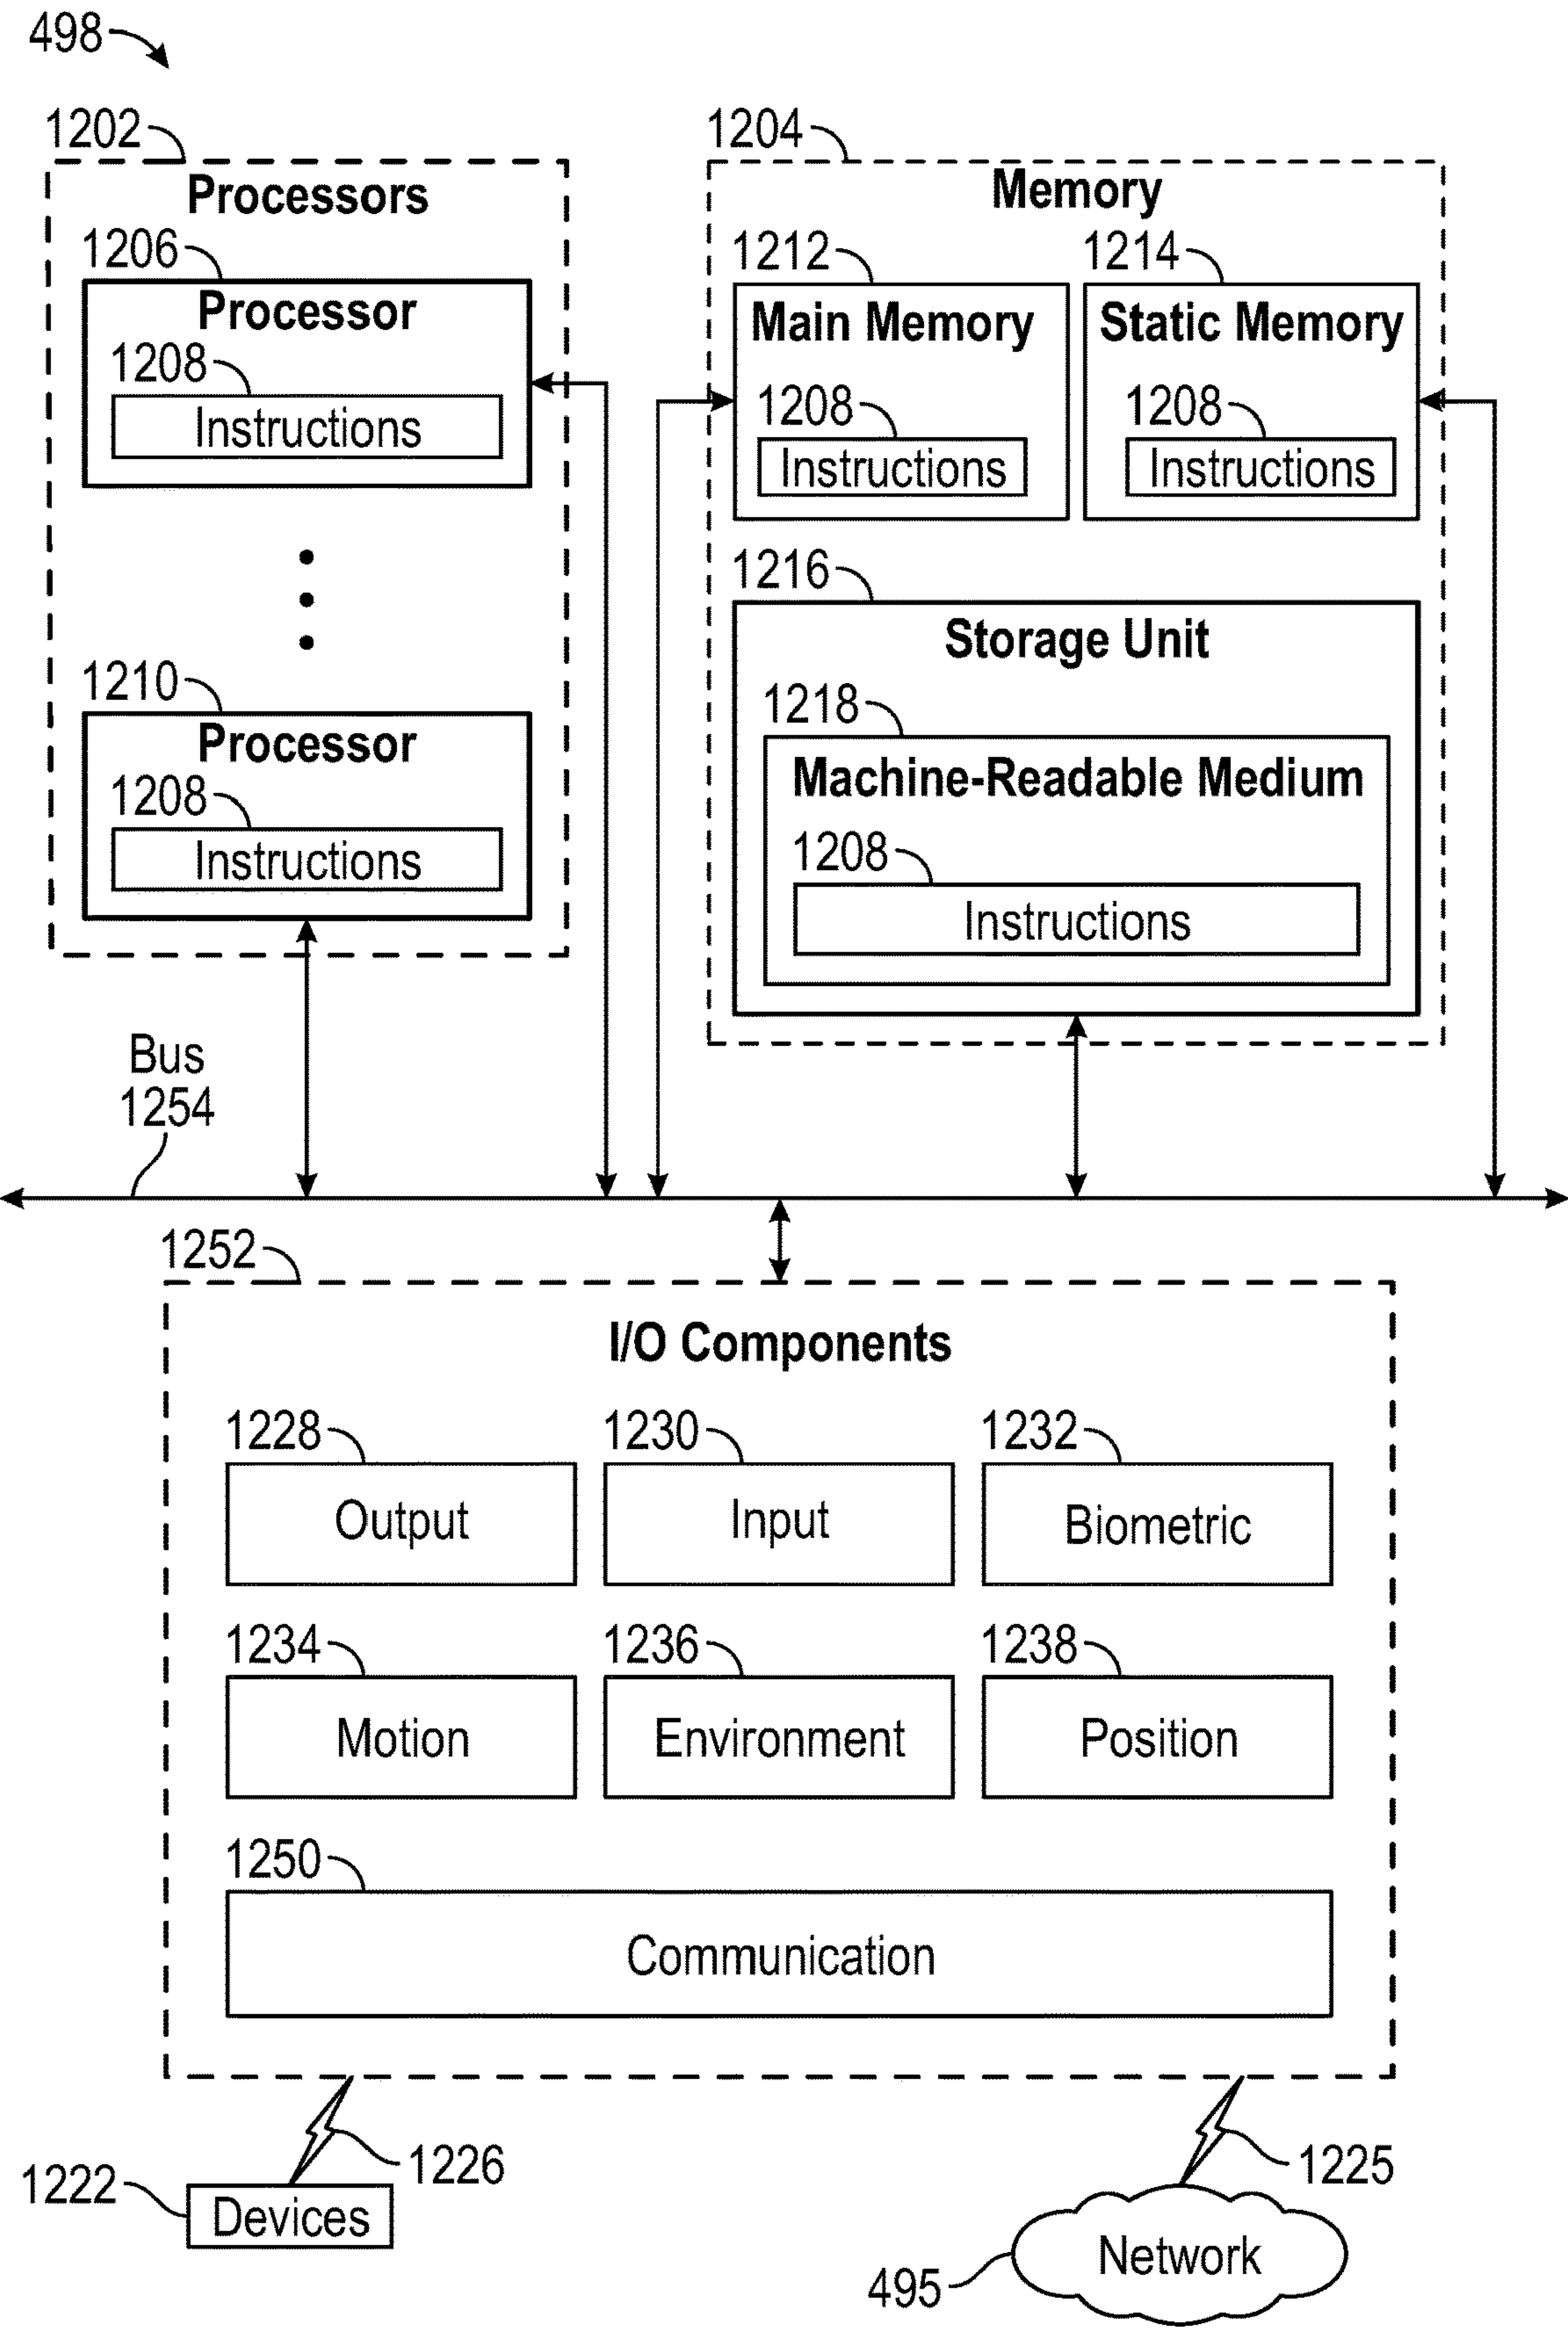 498
1202
Processors
1206
Processor
1208
Instructions
1210
Processor
1208
Instructions
1204
Memory
1212
Main Memory
1208
Instructions
1214
Static Memory
1208
Instructions
1216
Storage Unit
1218
Machine-Readable Medium
1208
Instructions
Bus
1254
1252
I/O Components
1228
Output
1230
Input
1232
Biometric
1234
Motion
1236
Environment
1238
Position
1250
Communication
1226
1222
Devices
1225
Network
495